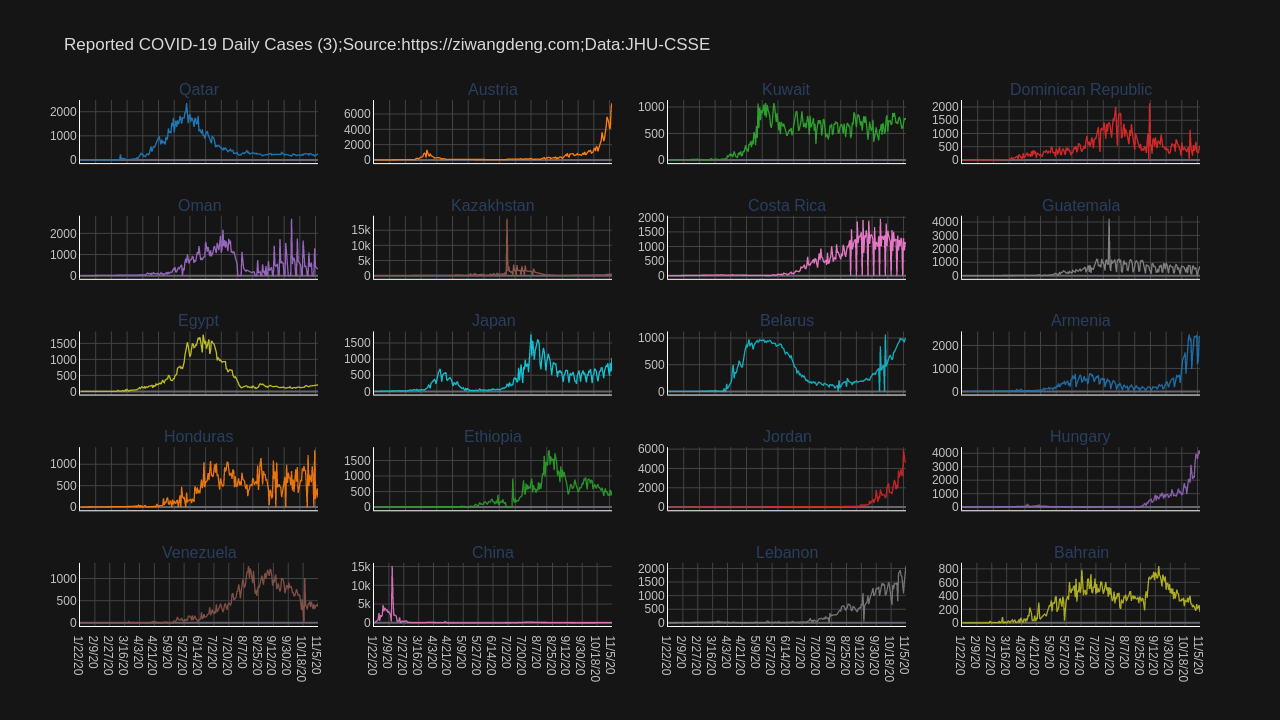 Reported COVID-19 Daily Cases (3);Source:https://ziwangdeng.com;Data:JHU-CSSE
Qatar
2000
1000
0
Austria
6000
4000
2000
0
Kuwait
1000
500
0
Dominican Republic
2000
1500
1000
500
0
Oman
2000
1000
0
Kazakhstan
15k
10k
5k
0
Costa Rica
2000
1500
1000
500
0
Guatemala
4000
3000
2000
1000
0
Egypt
1500
1000
500
0
Japan
1500
1000
500
0
Belarus
1000
500
0
Armenia
2000
1000
0
Honduras
1000
500
0
Ethiopia
1500
1000
500
0
Jordan
6000
4000
2000
0
Hungary
4000
3000
2000
1000
0
Venezuela
1000
500
0
1/22/20 2/9/20 3/16/20 4/3/20 4/21/20 5/9/20 5/27/20 6/14/20 7/2/20 7/20/20 8/7/20 8/25/20 9/12/20 9/30/20 10/18/20 11/5/20
China
15k
10k
5k
0
1/22/20 2/9/20 3/16/20 4/3/20 4/21/20 5/9/20 5/27/20 6/14/20 7/2/20 7/20/20 8/7/20 8/25/20 9/12/20 9/30/20 10/18/20 11/5/20
Lebanon
2000
1500
1000
500
0
1/22/20 2/9/20 3/16/20 4/3/20 4/21/20 5/9/20 5/27/20 6/14/20 7/2/20 7/20/20 8/7/20 8/25/20 9/12/20 9/30/20 10/18/20 11/5/20
Bahrain
800
600
400
200
0
1/22/20 2/9/20 3/16/20 4/3/20 4/21/20 5/9/20 5/27/20 6/14/20 7/2/20 7/20/20 8/7/20 8/25/20 9/12/20 9/30/20 10/18/20 11/5/20